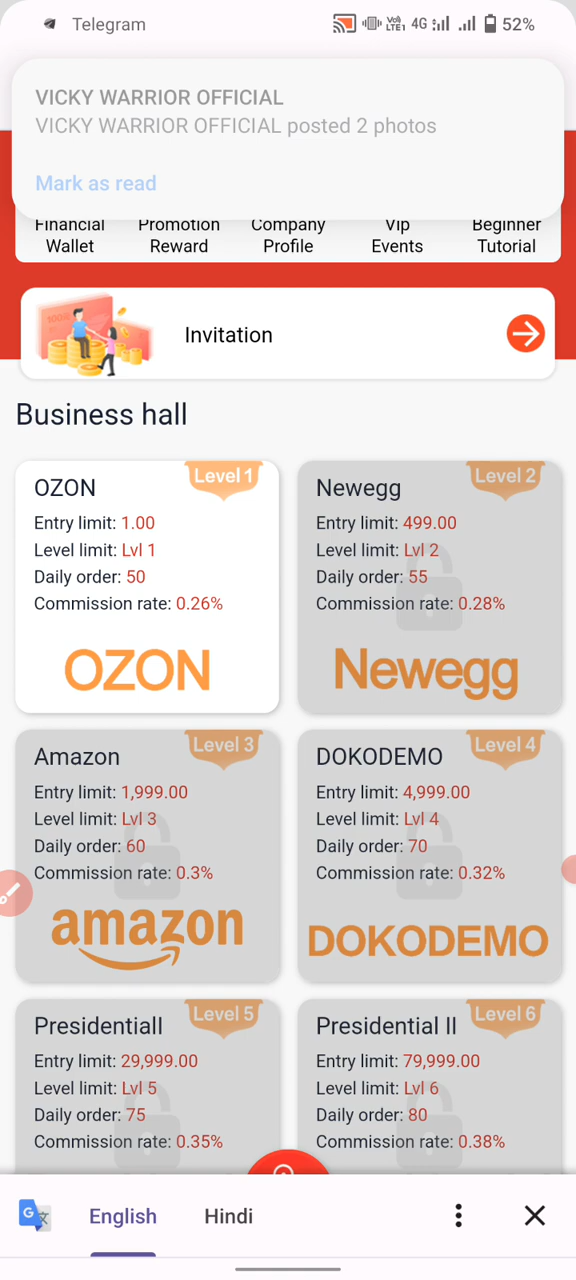 Telegram
Vo)
LTE1 4G
52%
VICKY WARRIOR OFFICIAL
VICKY WARRIOR OFFICIAL posted 2 photos
Mark as read
Financial Wallet
Promotion Reward
Company Profile
Vip Events
Beginner Tutorial
Invitation
Business hall
Level 1
OZON
Entry limit: 1.00
Level limit: Lvl 1
Daily order: 50
Commission rate: 0.26%
OZON
Level 2
Newegg
Entry limit: 499.00
Level limit: Lvl 2
Daily order: 55
Commission rate: 0.28%
Newegg
Level 3
Amazon
Entry limit: 1,999.00
Level limit: Lvl 3
Daily order: 60
Commission rate: 0.3%
amazon
Level 4
DOKODEMO
Entry limit: 4,999.00
Level limit: Lvl 4
Daily order: 70
Commission rate: 0.32%
DOKODEMO
Level 5
PresidentialI
Entry limit: 29,999.00
Level limit: Lvl 5
Daily order: 75
Commission rate: 0.35%
Level 6
Presidential II
Entry limit: 79,999.00
Level limit: Lvl 6
Daily order: 80
Commission rate: 0.38%
G 文
English
Hindi